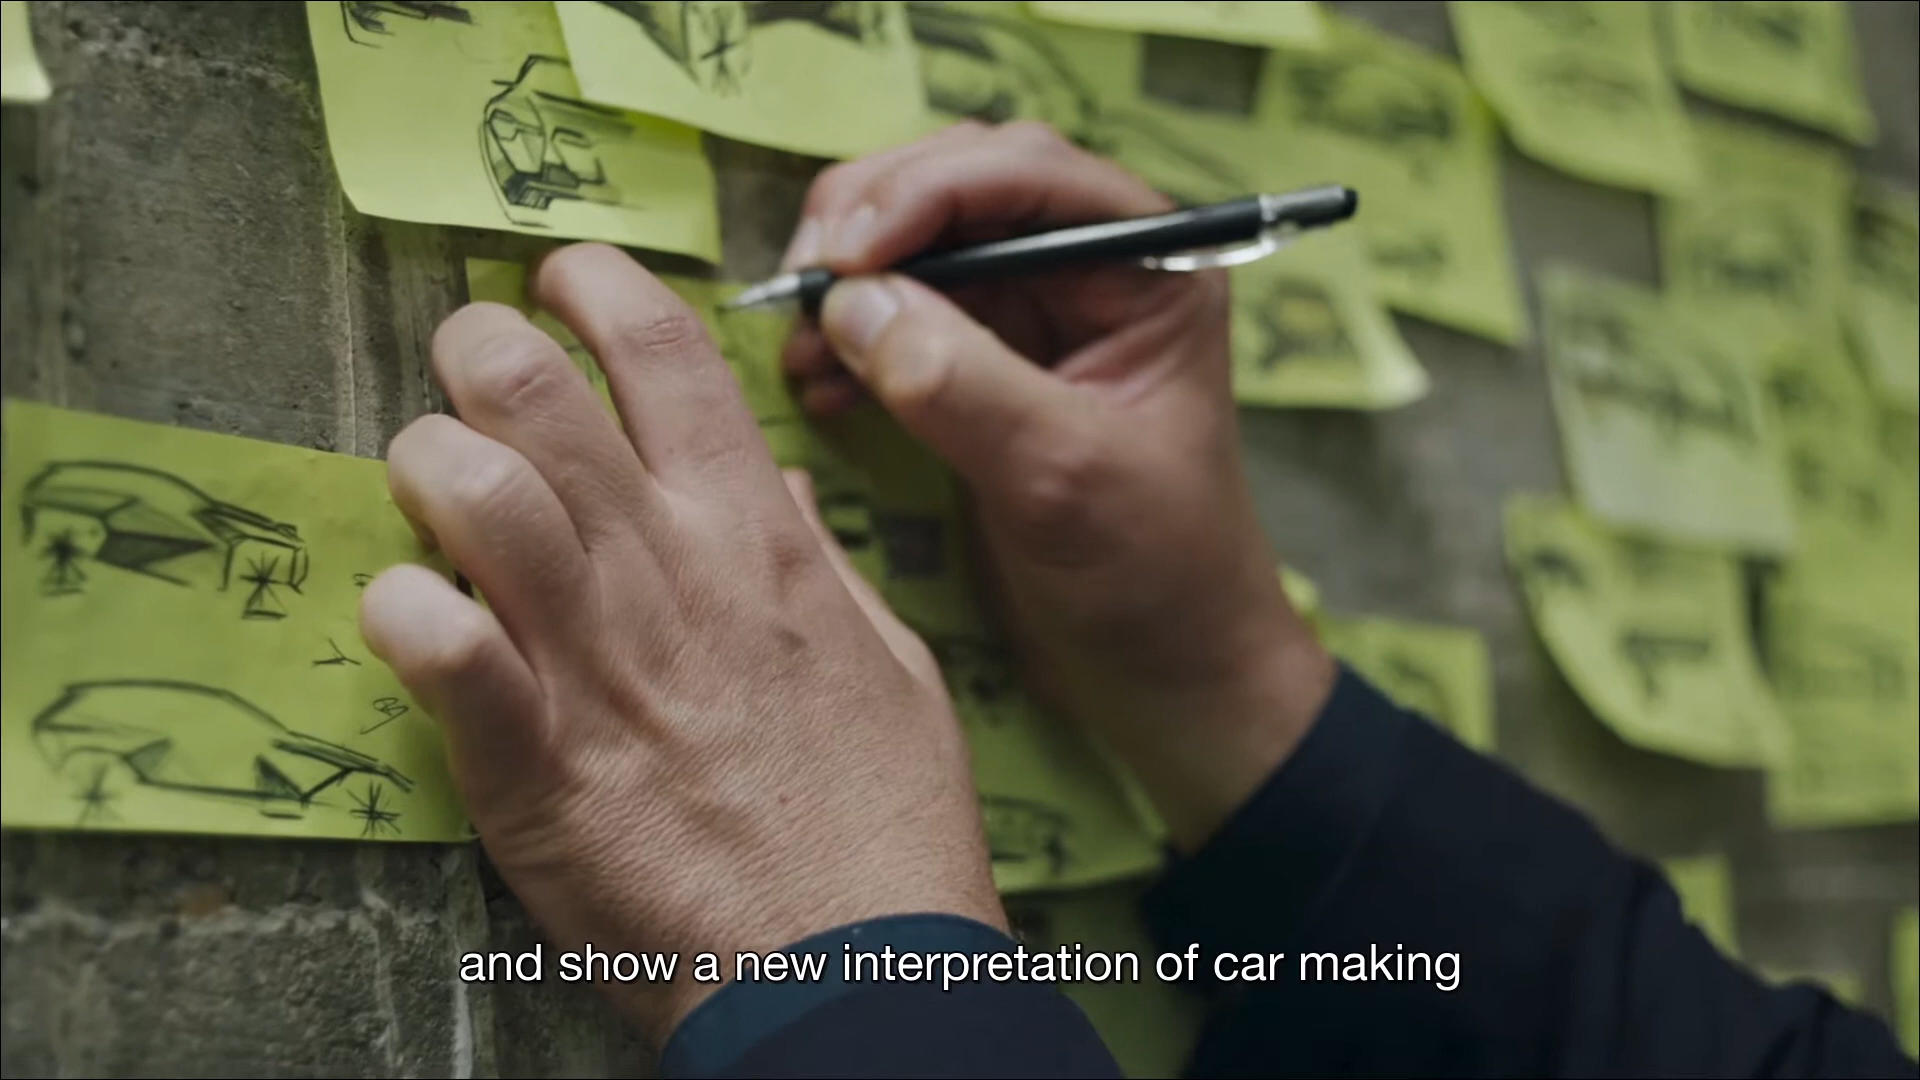 and show a new interpretation of car making